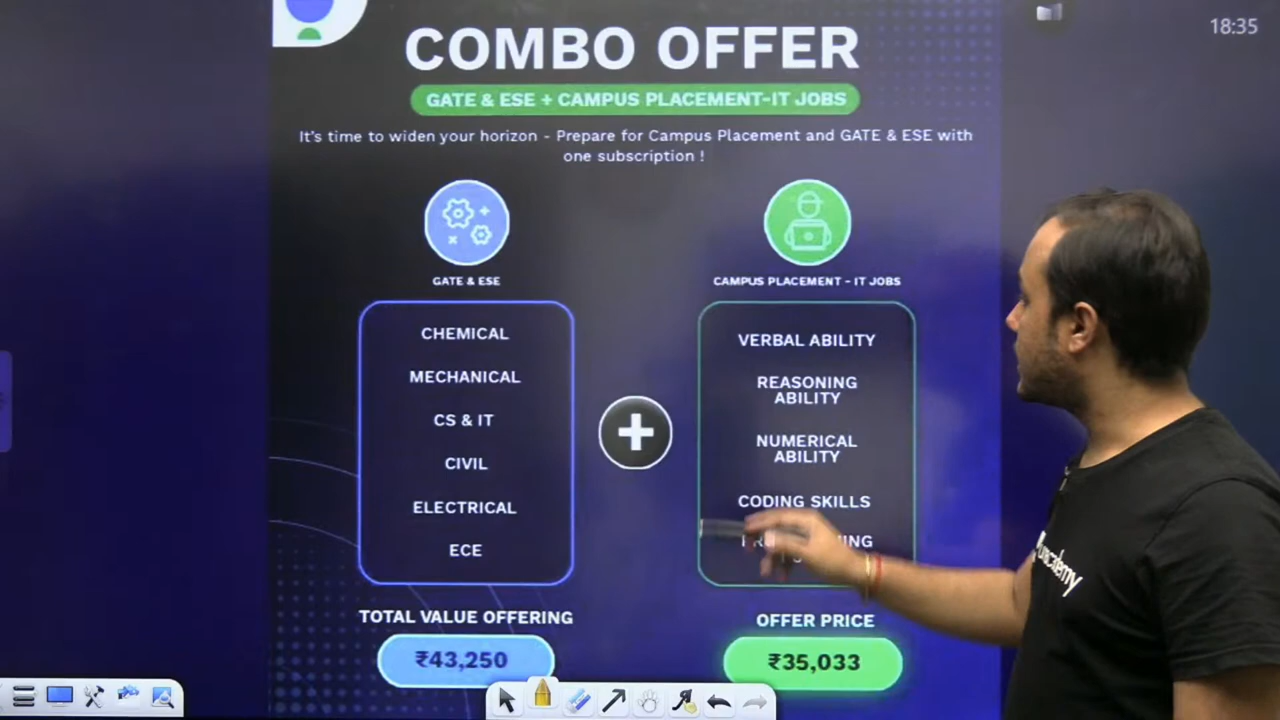 18:35
COMBO OFFER
GATE & ESE + CAMPUS PLACEMENT-IT JOBS
It's time to widen your horizon - Prepare for Campus Placement and GATE & ESE with
one subscription !
GATE & ESE
CHEMICAL
MECHANICAL
CS & IT
CIVIL
ELECTRICAL
ECE
TOTAL VALUE OFFERING
₹43,250
CAMPUS PLACEMENT - IT JOBS
VERBAL ABILITY
REASONING
ABILITY
NUMERICAL
ABILITY
CODING SKILLS
OFFER PRICE
₹35,033
unacademy